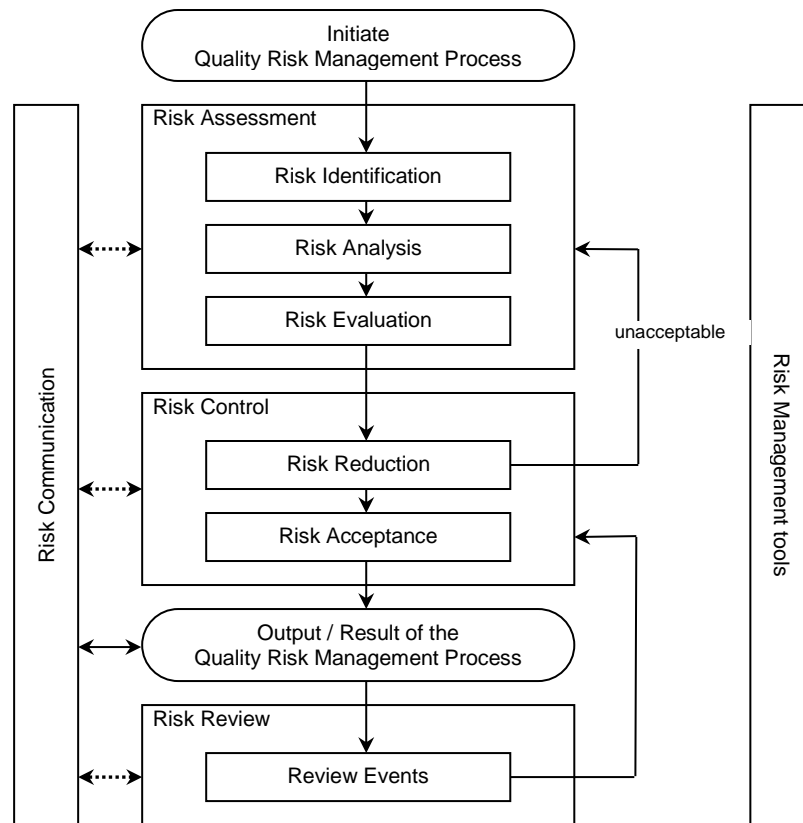 Initiate
Quality Risk Management Process
Risk Assessment
Risk Identification
Risk Analysis
Risk Evaluation
unacceptable
Risk Communication
Risk Management tools
Risk Control
Risk Reduction
Risk Acceptance
Output / Result of the
Quality Risk Management Process
Risk Review
Review Events